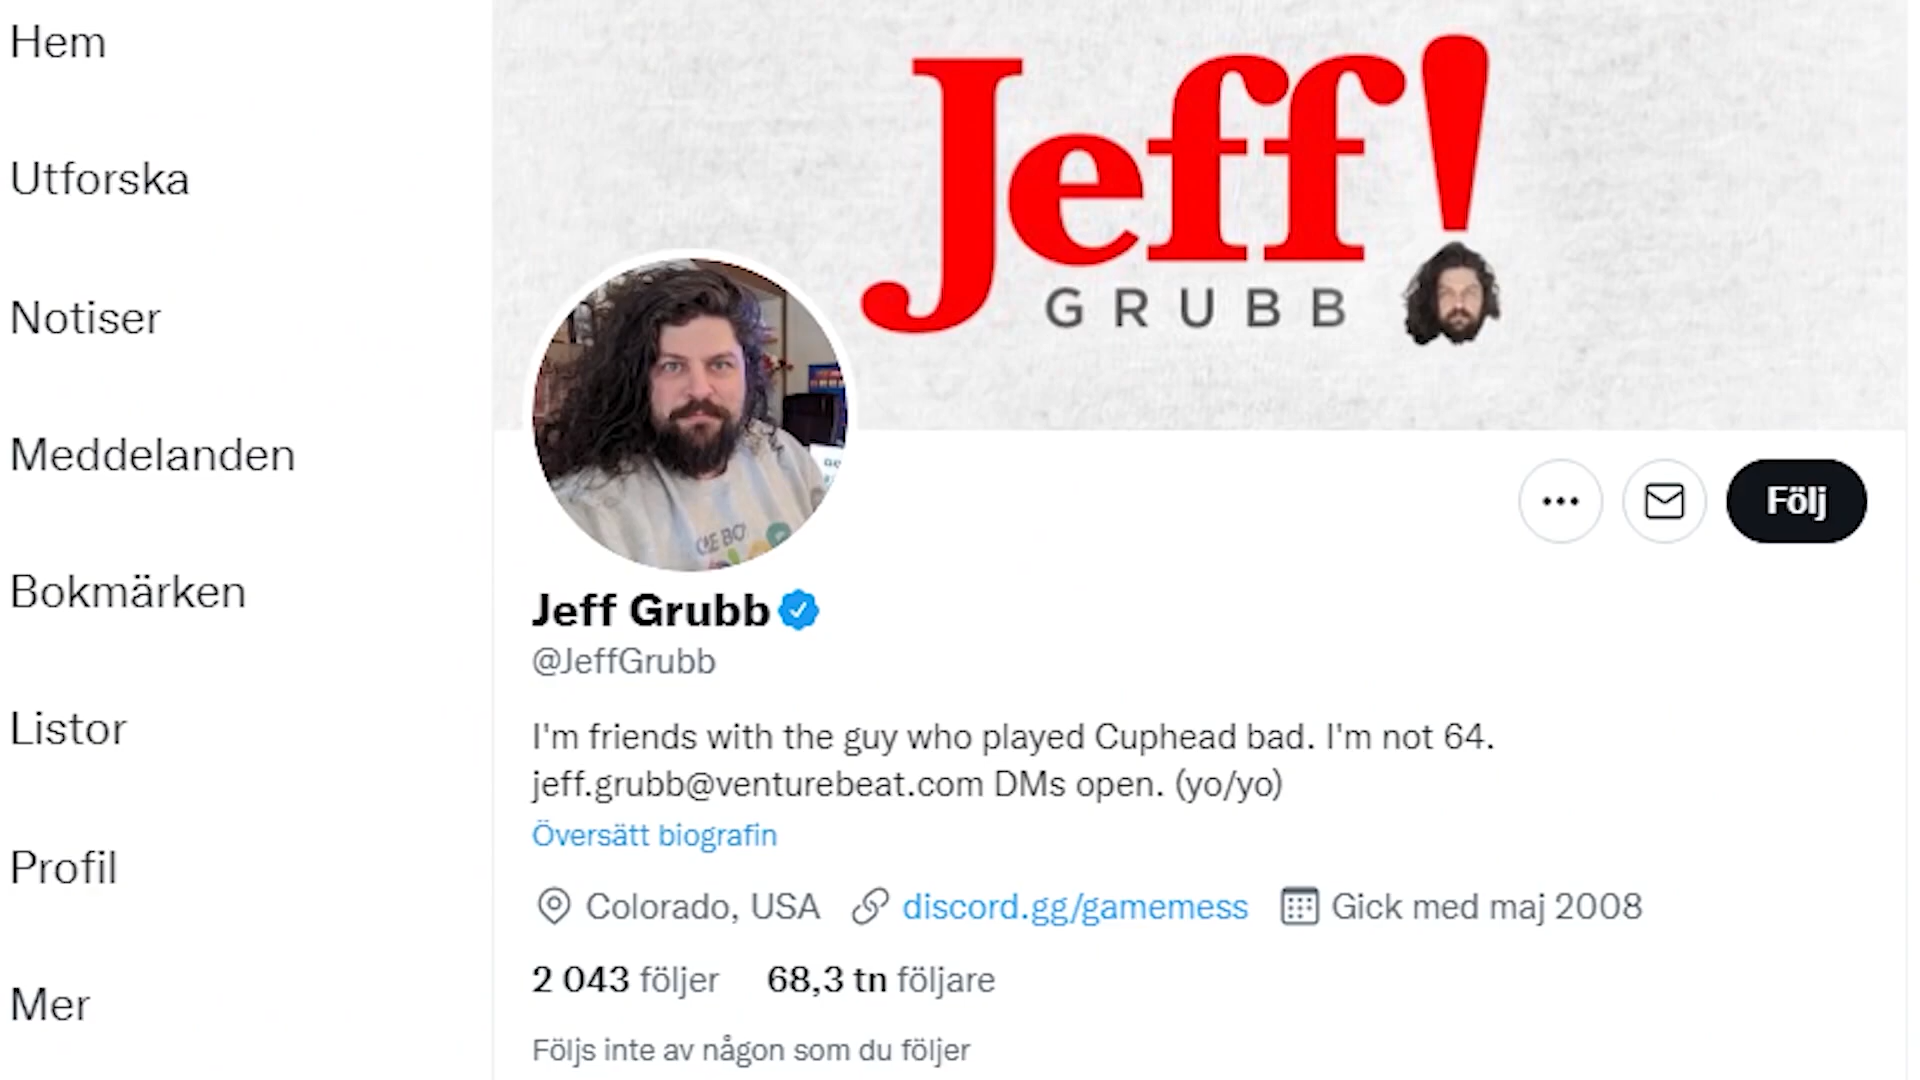 Hem
Utforska
Notiser
Meddelanden
Bokmärken
Listor
Profil
Mer
Jeff!
GRUBB
Följ
Jeff Grubb
@JeffGrubb
I'm friends with the guy who played Cuphead bad. I'm not 64.
jeff.grubb@venturebeat.com DMs open. (yo/yo)
Översätt biografin
Colorado, USA discord.gg/gamemess Gick med maj 2008
2 043 följer 68,3 tn följare
Följs inte av någon som du följer